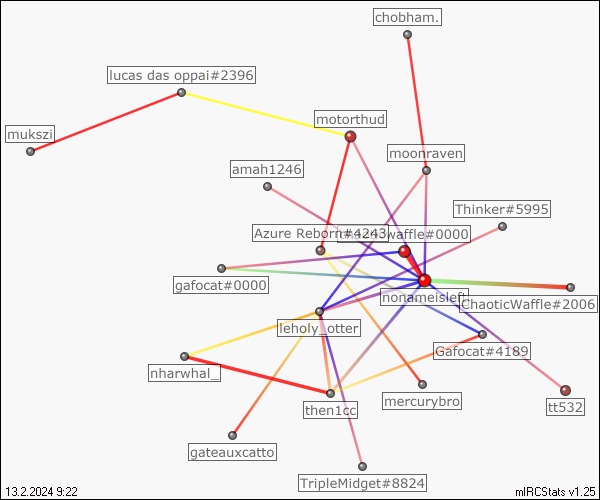 chobham.
lucas das oppai#2396
motorthud
mukszi
moonraven
amah1246
Thinker#5995
Azure Reborn#4243
waffle#0000
gafocat#0000
nonameisleft
ChaoticWaffle#2006
leholy_otter
Gafocat#4189
nharwhal_
mercurybro
then1cc
tt532
gateauxcatto
TripleMidget#8824
13.2.2024 9:22
mIRCStats v1.25